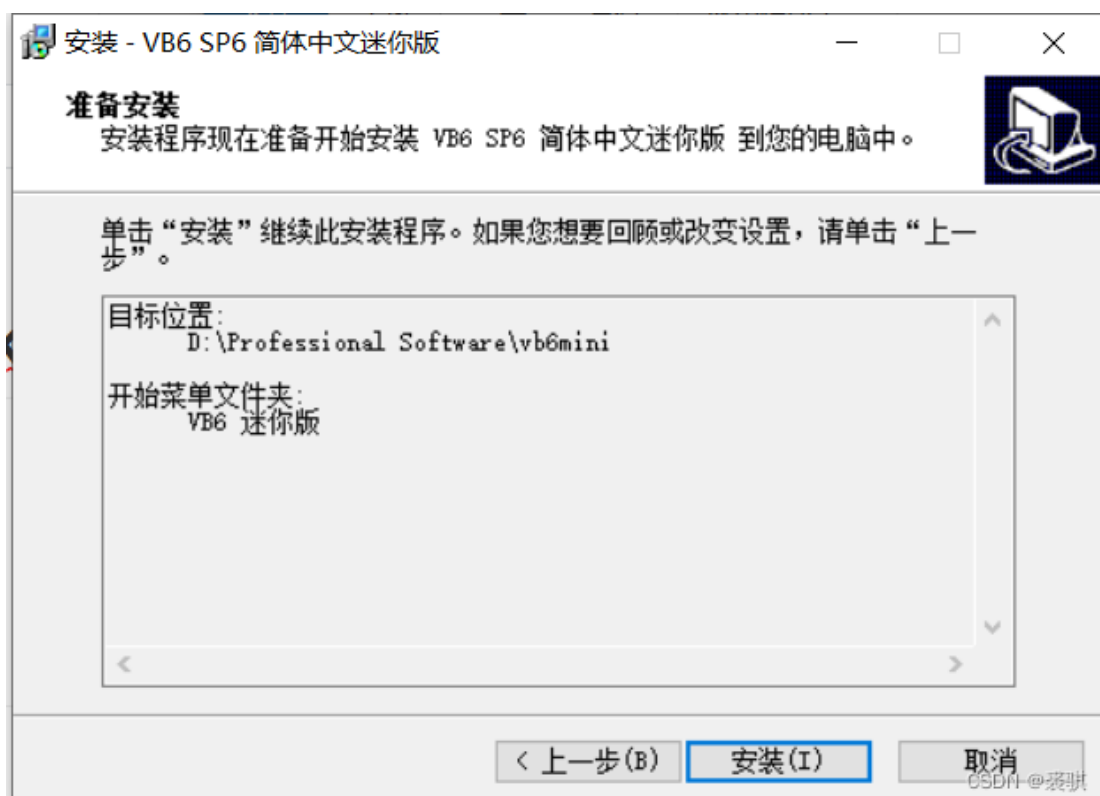 安装 - VB6 SP6 简体中文迷你版
准备安装
安装程序现在准备开始安装 VB6 SP6 简体中文迷你版 到您的电脑中。
单击“安装”继续此安装程序。如果您想要回顾或改变设置，请单击“上一
步”。
目标位置:
D:\Professional Software\vb6mini
开始菜单文件夹:
VB6 迷你版
< 上一步(B)
安装(I)
取消
CSDN @裘骐